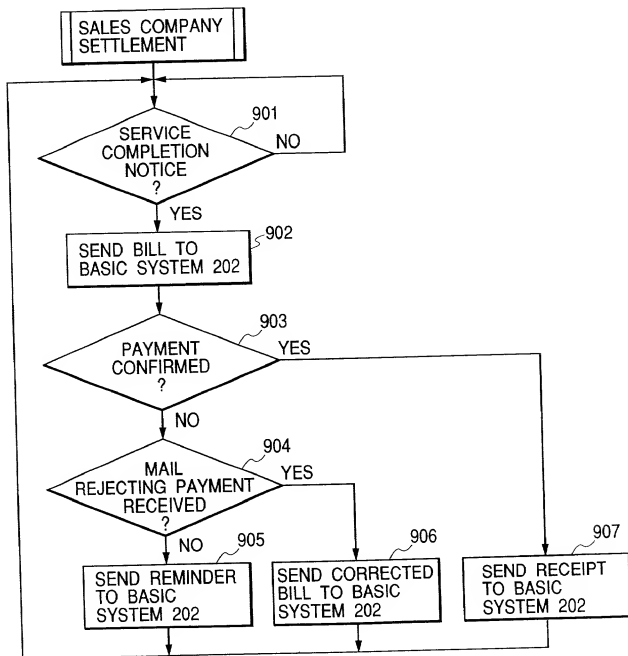 SALES COMPANY
SETTLEMENT
901
SERVICE
COMPLETION
NOTICE
?
NO
YES
902
SEND BILL TO
BASIC SYSTEM 202
903
PAYMENT
CONFIRMED
?
YES
NO
904
MAIL
REJECTING PAYMENT
RECEIVED
?
YES
NO
905
SEND REMINDER
TO BASIC
SYSTEM 202
906
SEND CORRECTED
BILL TO BASIC
SYSTEM 202
907
SEND RECEIPT
TO BASIC
SYSTEM 202